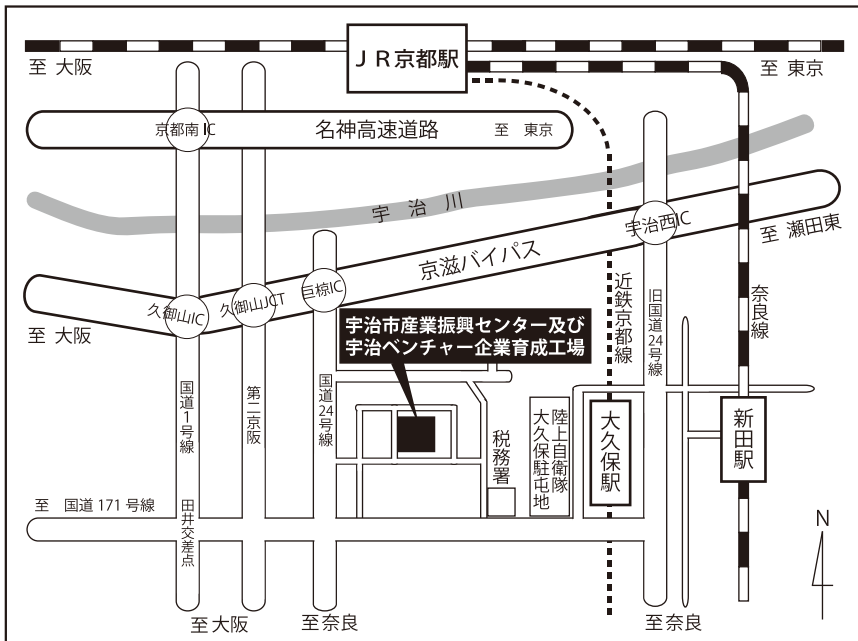 JR京都駅
至 大阪
至 東京
京都南IC
名神高速道路
至 東京
宇治川
宇治西IC
至 瀬田東
京滋バイパス
久御山IC
久御山JCT
巨椋IC
至 大阪
宇治市産業振興センター及び
宇治ベンチャー企業育成工場
近鉄京都線
旧国道24号線
奈良線
国道1号線
第二京阪
国道24号線
税務署
陸上自衛隊
大久保駐屯地
大久保駅
新田駅
至 国道171号線
田井交差点
N
至大阪
至奈良
至奈良